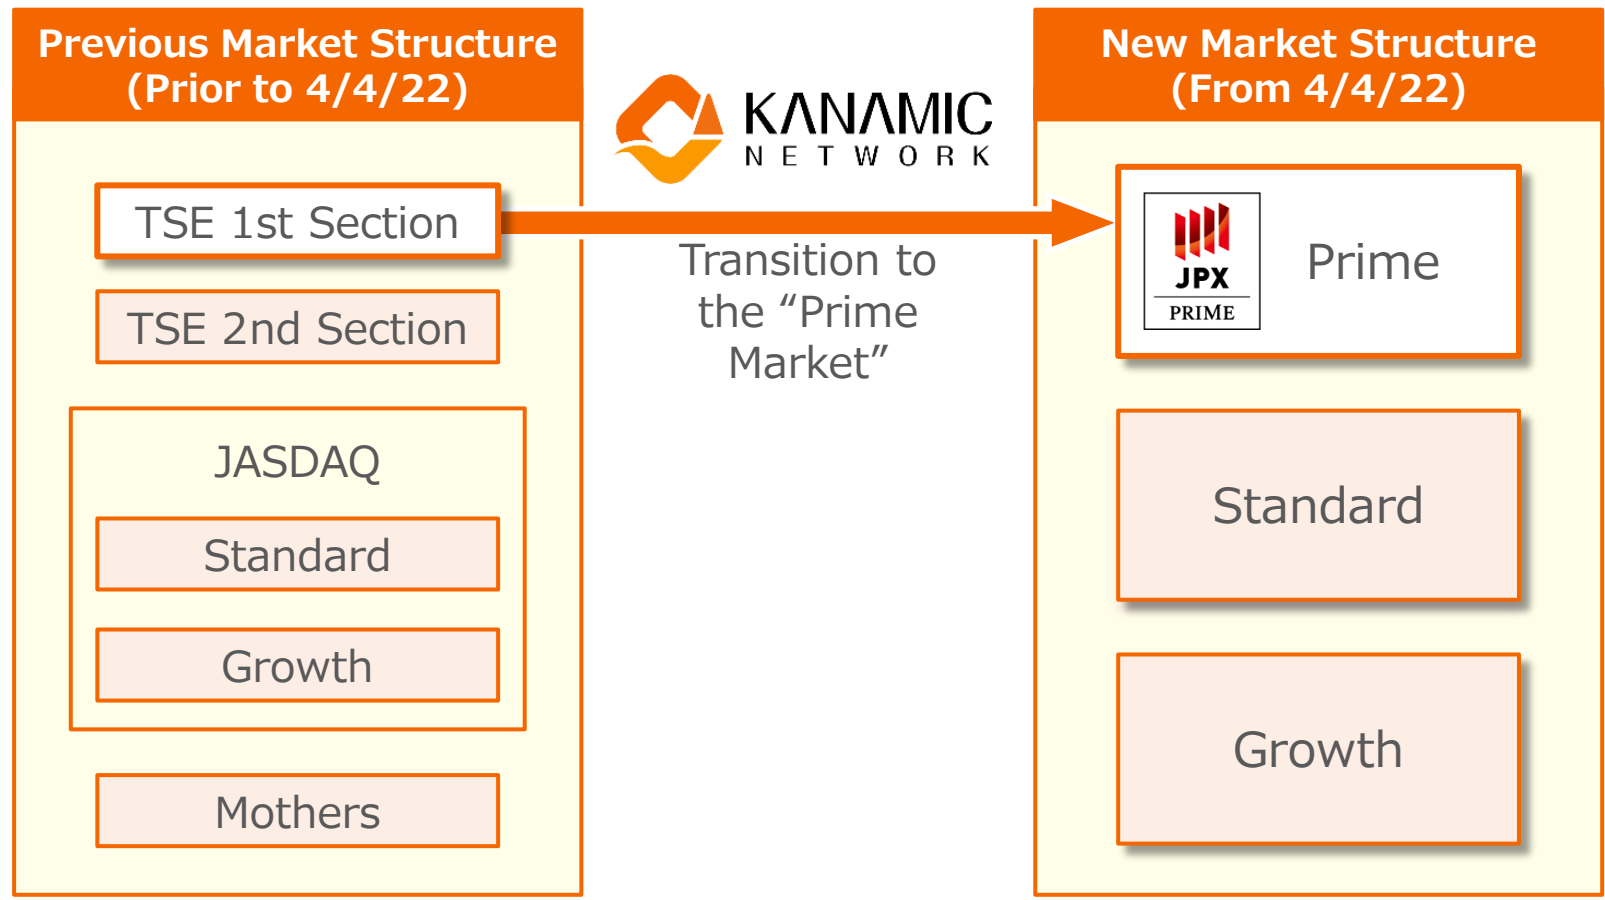 Previous Market Structure
(Prior to 4/4/22)
TSE 1st Section
TSE 2nd Section
JASDAQ
Standard
Growth
Mothers
KANAMIC
NETWORK
Transition to
the “Prime
Market”
New Market Structure
(From 4/4/22)
JPX
PRIME
Prime
Standard
Growth